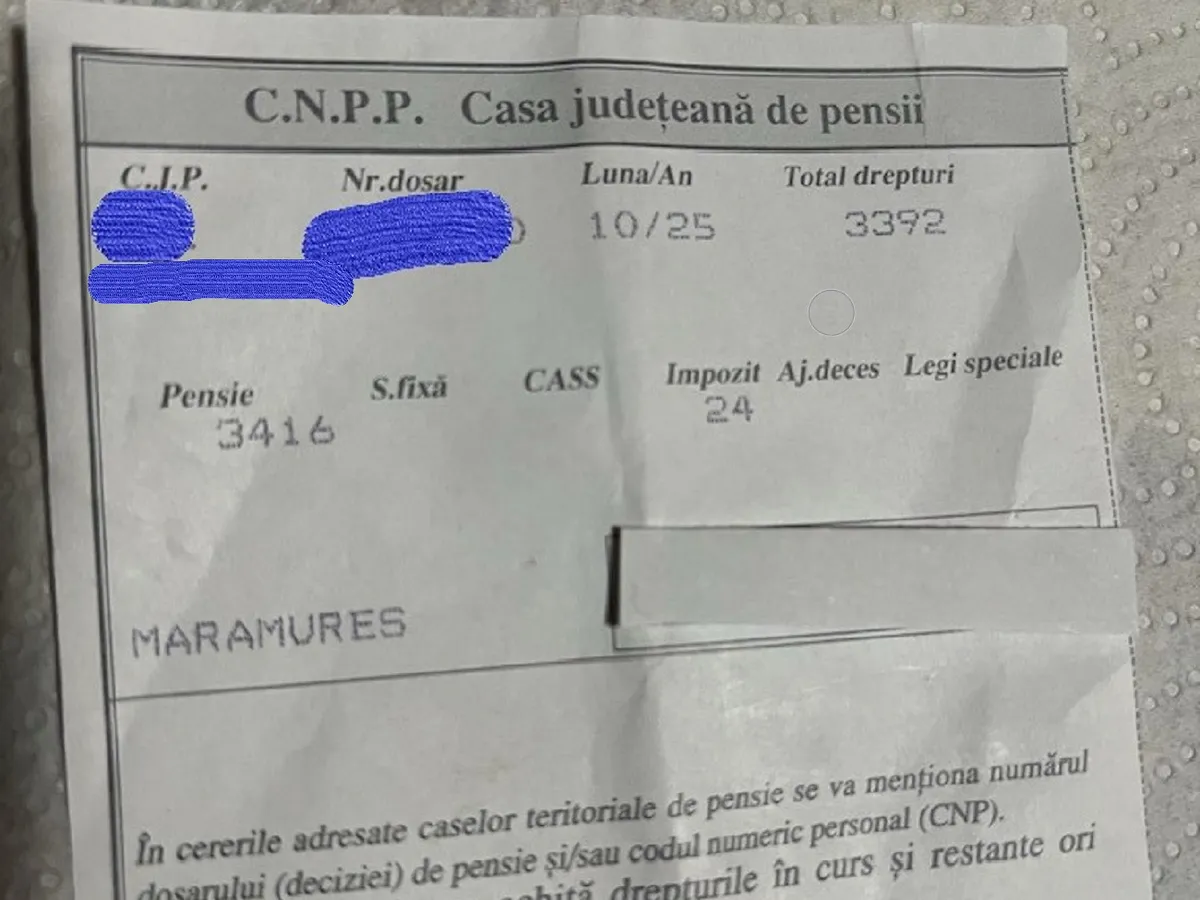 C.N.P.P. Casa județeană de pensii
C.I.P. Nr.dosar Luna/An Total drepturi
10/25 3392
Pensie S.fixă CASS Impozit Aj.deces Legi speciale
3416 24
MARAMURES
În cererile adresate caselor teritoriale de pensie se va menționa numărul
dosarului (deciziei) de pensie și/sau codul numeric personal (CNP).
drepturile în curs și restante ori